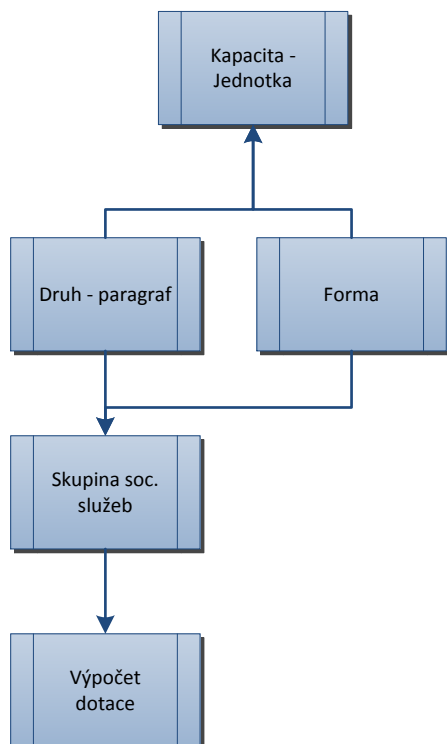 Kapacita -
Jednotka
Druh - paragraf
Forma
Skupina soc.
služeb
Výpočet
dotace